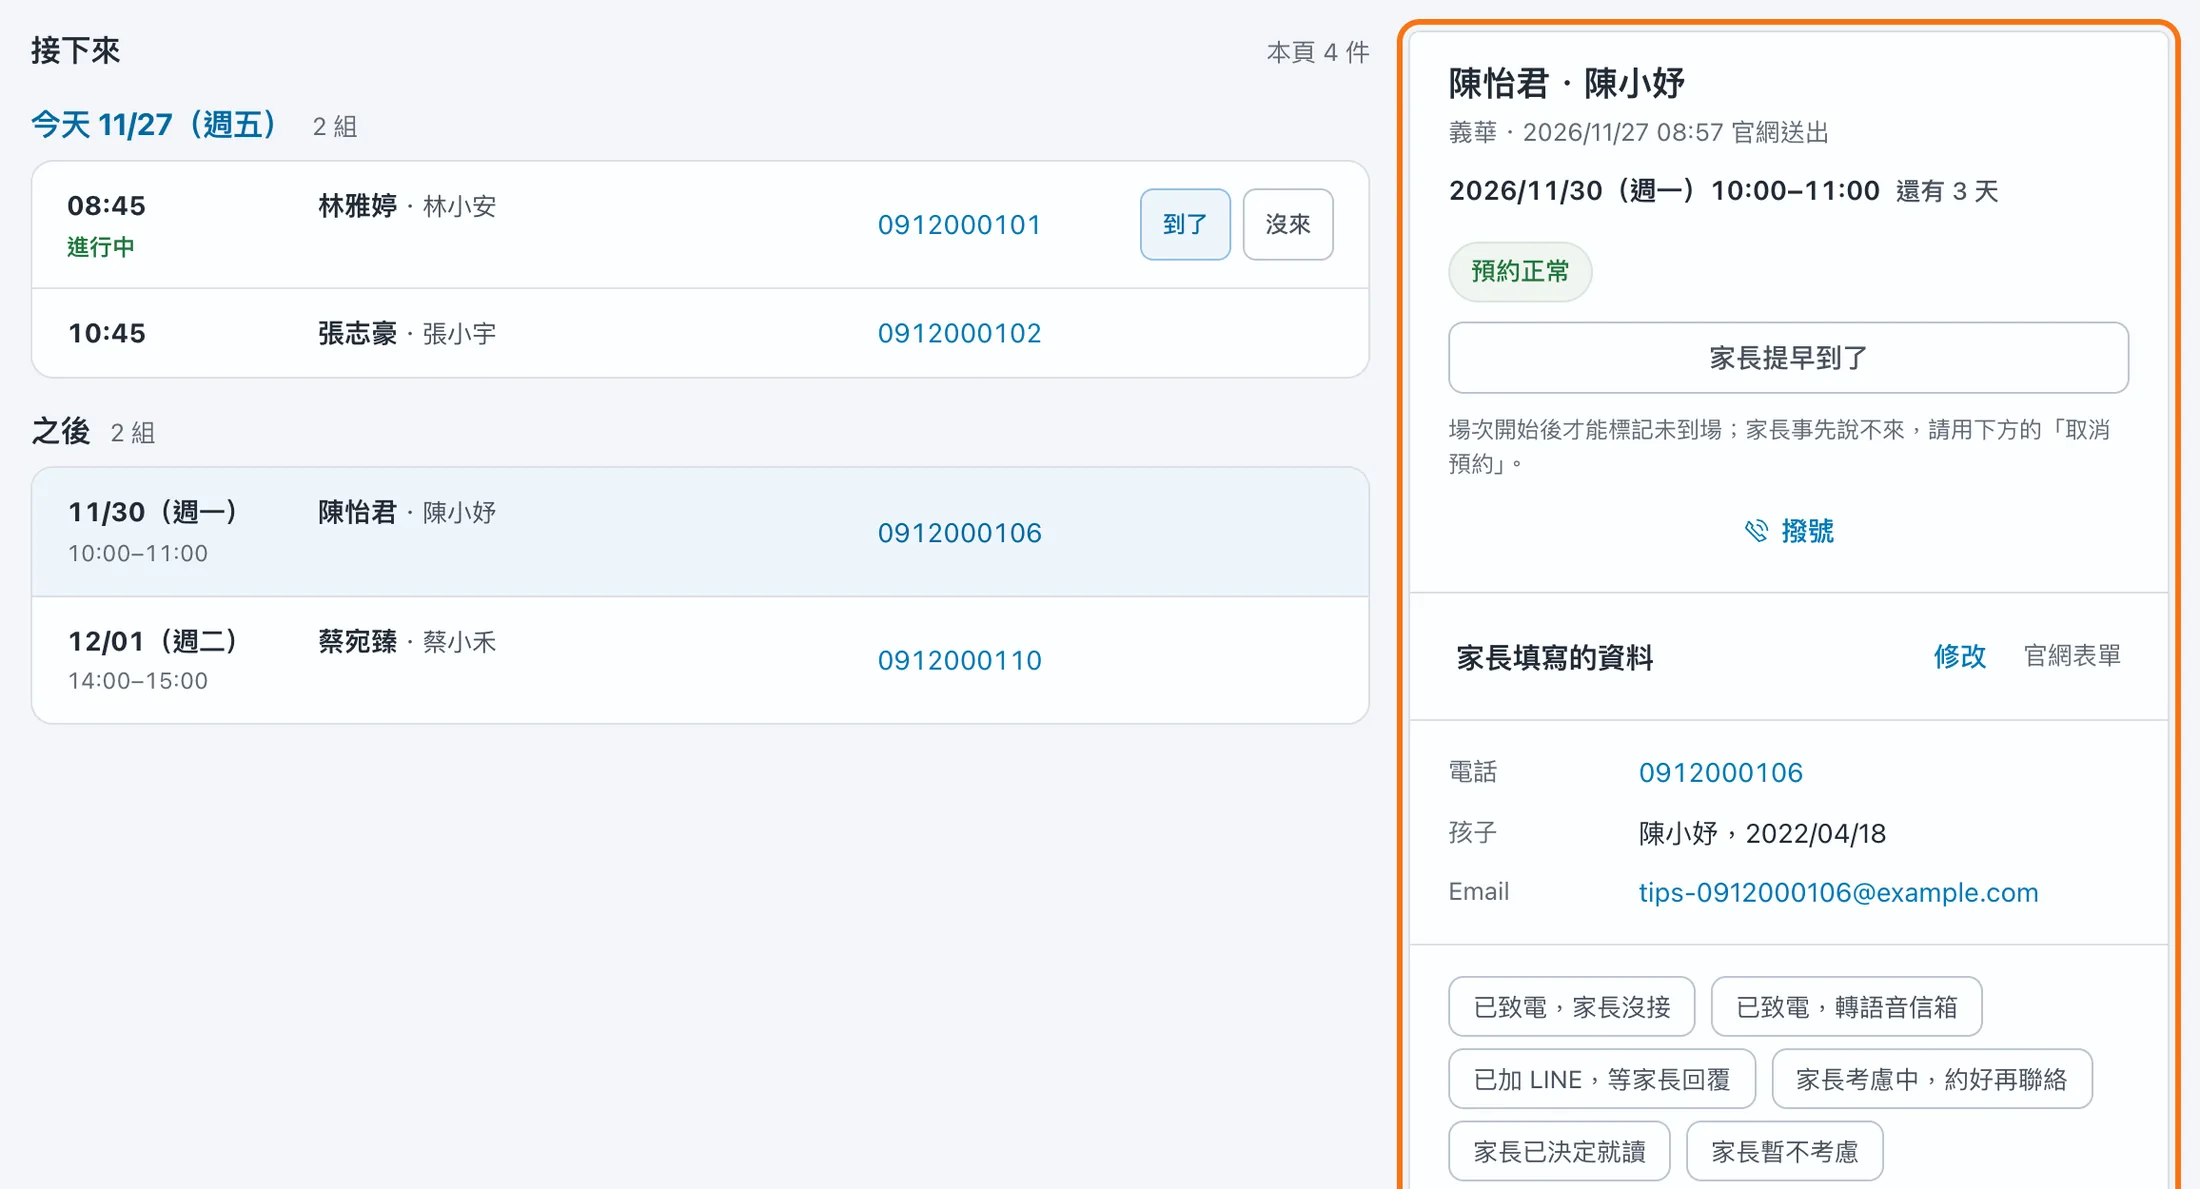 接下來
本頁 4 件
今天 11/27（週五） 2 組
08:45 林雅婷 · 林小安 0912000101 到了 沒來
進行中
10:45 張志豪 · 張小宇 0912000102
之後 2 組
11/30（週一） 陳怡君 · 陳小妤 0912000106
10:00–11:00
12/01（週二） 蔡宛臻 · 蔡小禾 0912000110
14:00–15:00
陳怡君 · 陳小妤
義華 · 2026/11/27 08:57 官網送出
2026/11/30（週一）10:00–11:00 還有 3 天
預約正常
家長提早到了
場次開始後才能標記未到場；家長事先說不來，請用下方的「取消
預約」。
撥號
家長填寫的資料 修改 官網表單
電話 0912000106
孩子 陳小妤，2022/04/18
Email tips-0912000106@example.com
已致電，家長沒接 已致電，轉語音信箱
已加 LINE，等家長回覆 家長考慮中，約好再聯絡
家長已決定就讀 家長暫不考慮